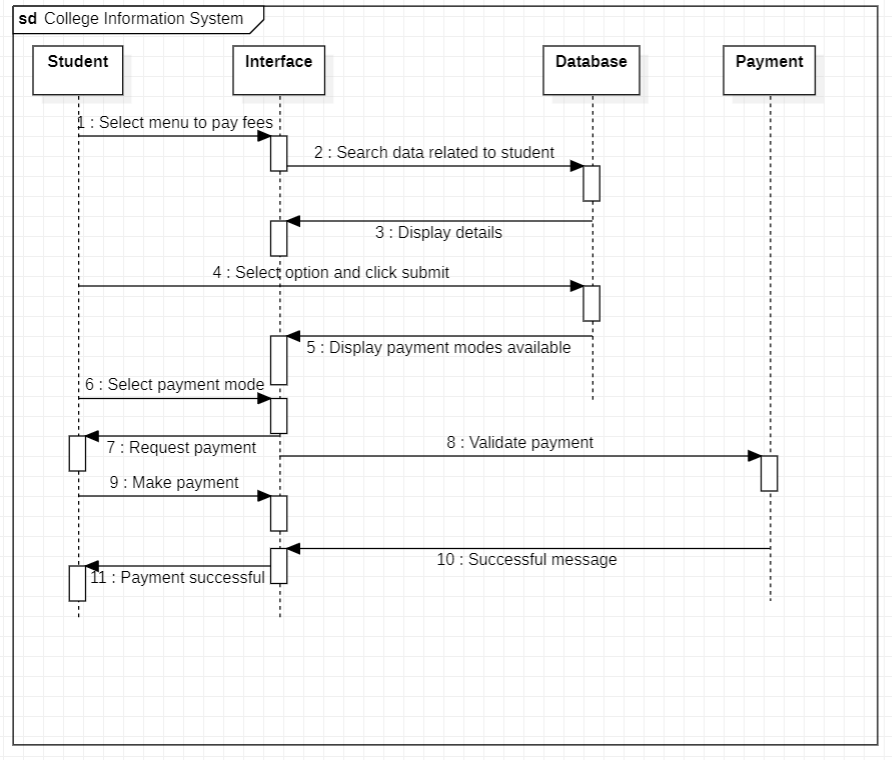 sd College Information System
Student
Interface
Database
Payment
1 : Select menu to pay fees
2 : Search data related to student
3 : Display details
4 : Select option and click submit
5 : Display payment modes available
6 : Select payment mode
7 : Request payment
8 : Validate payment
9 : Make payment
10 : Successful message
11 : Payment successful